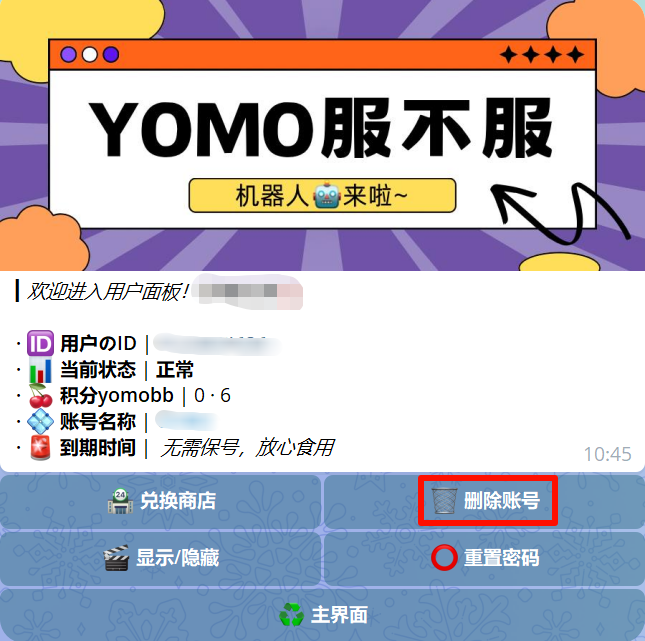 YOMO服不服
机器人🤖来啦~
欢迎进入用户面板！
· 🆔 用户のID |
· 📊 当前状态 | 正常
· 🍒 积分yomobb | 0 · 6
· 💠 账号名称 |
· 🚨 到期时间 | 无需保号，放心食用
10:45
🏧 兑换商店
🗑️ 删除账号
🎬 显示/隐藏
⭕ 重置密码
♻️ 主界面